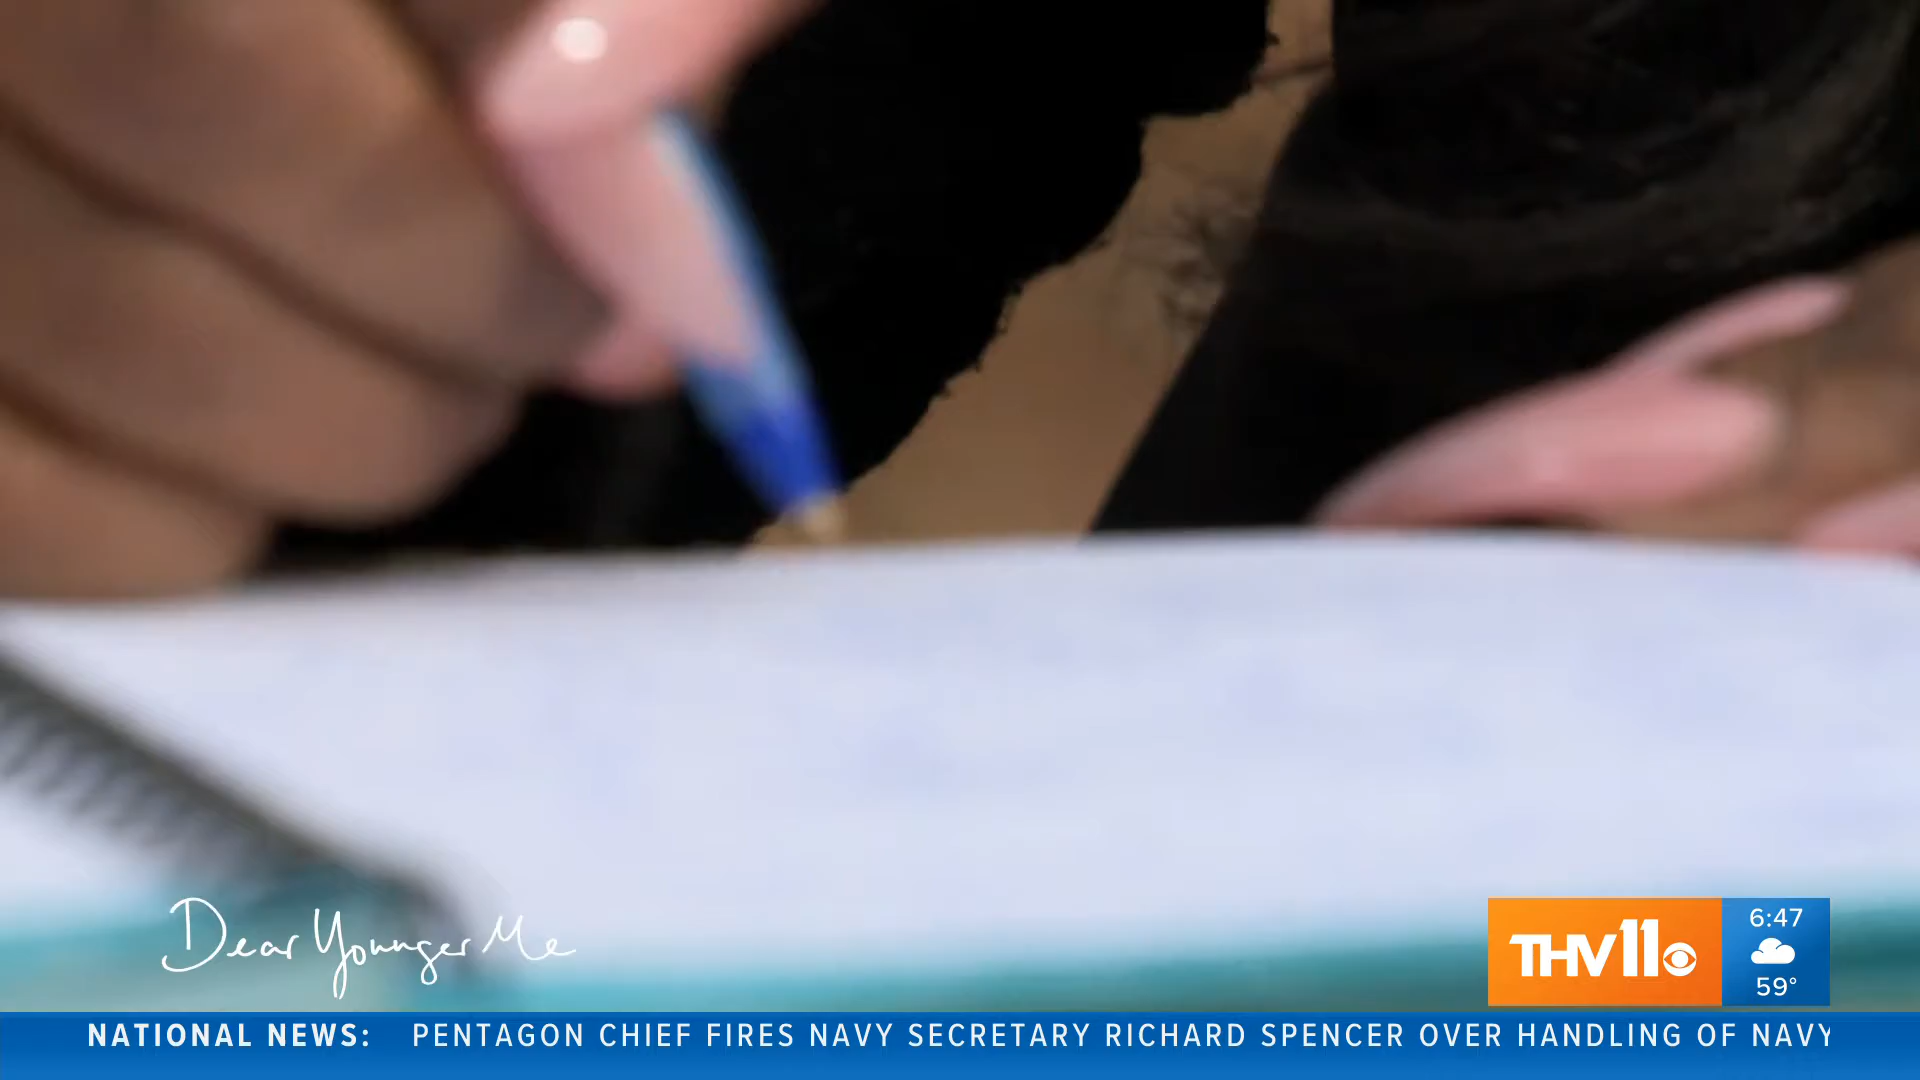 Dear Younger Me
THV11
6:47
59°
NATIONAL NEWS: PENTAGON CHIEF FIRES NAVY SECRETARY RICHARD SPENCER OVER HANDLING OF NAVY